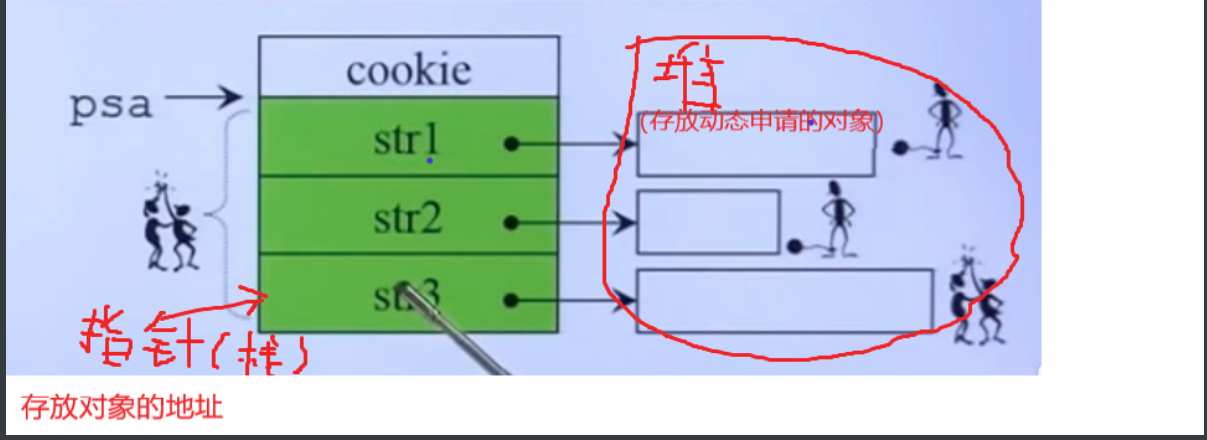 cookie
堆
psa
(存放动态申请的对象)
str1
str2
str3
指针(栈)
存放对象的地址